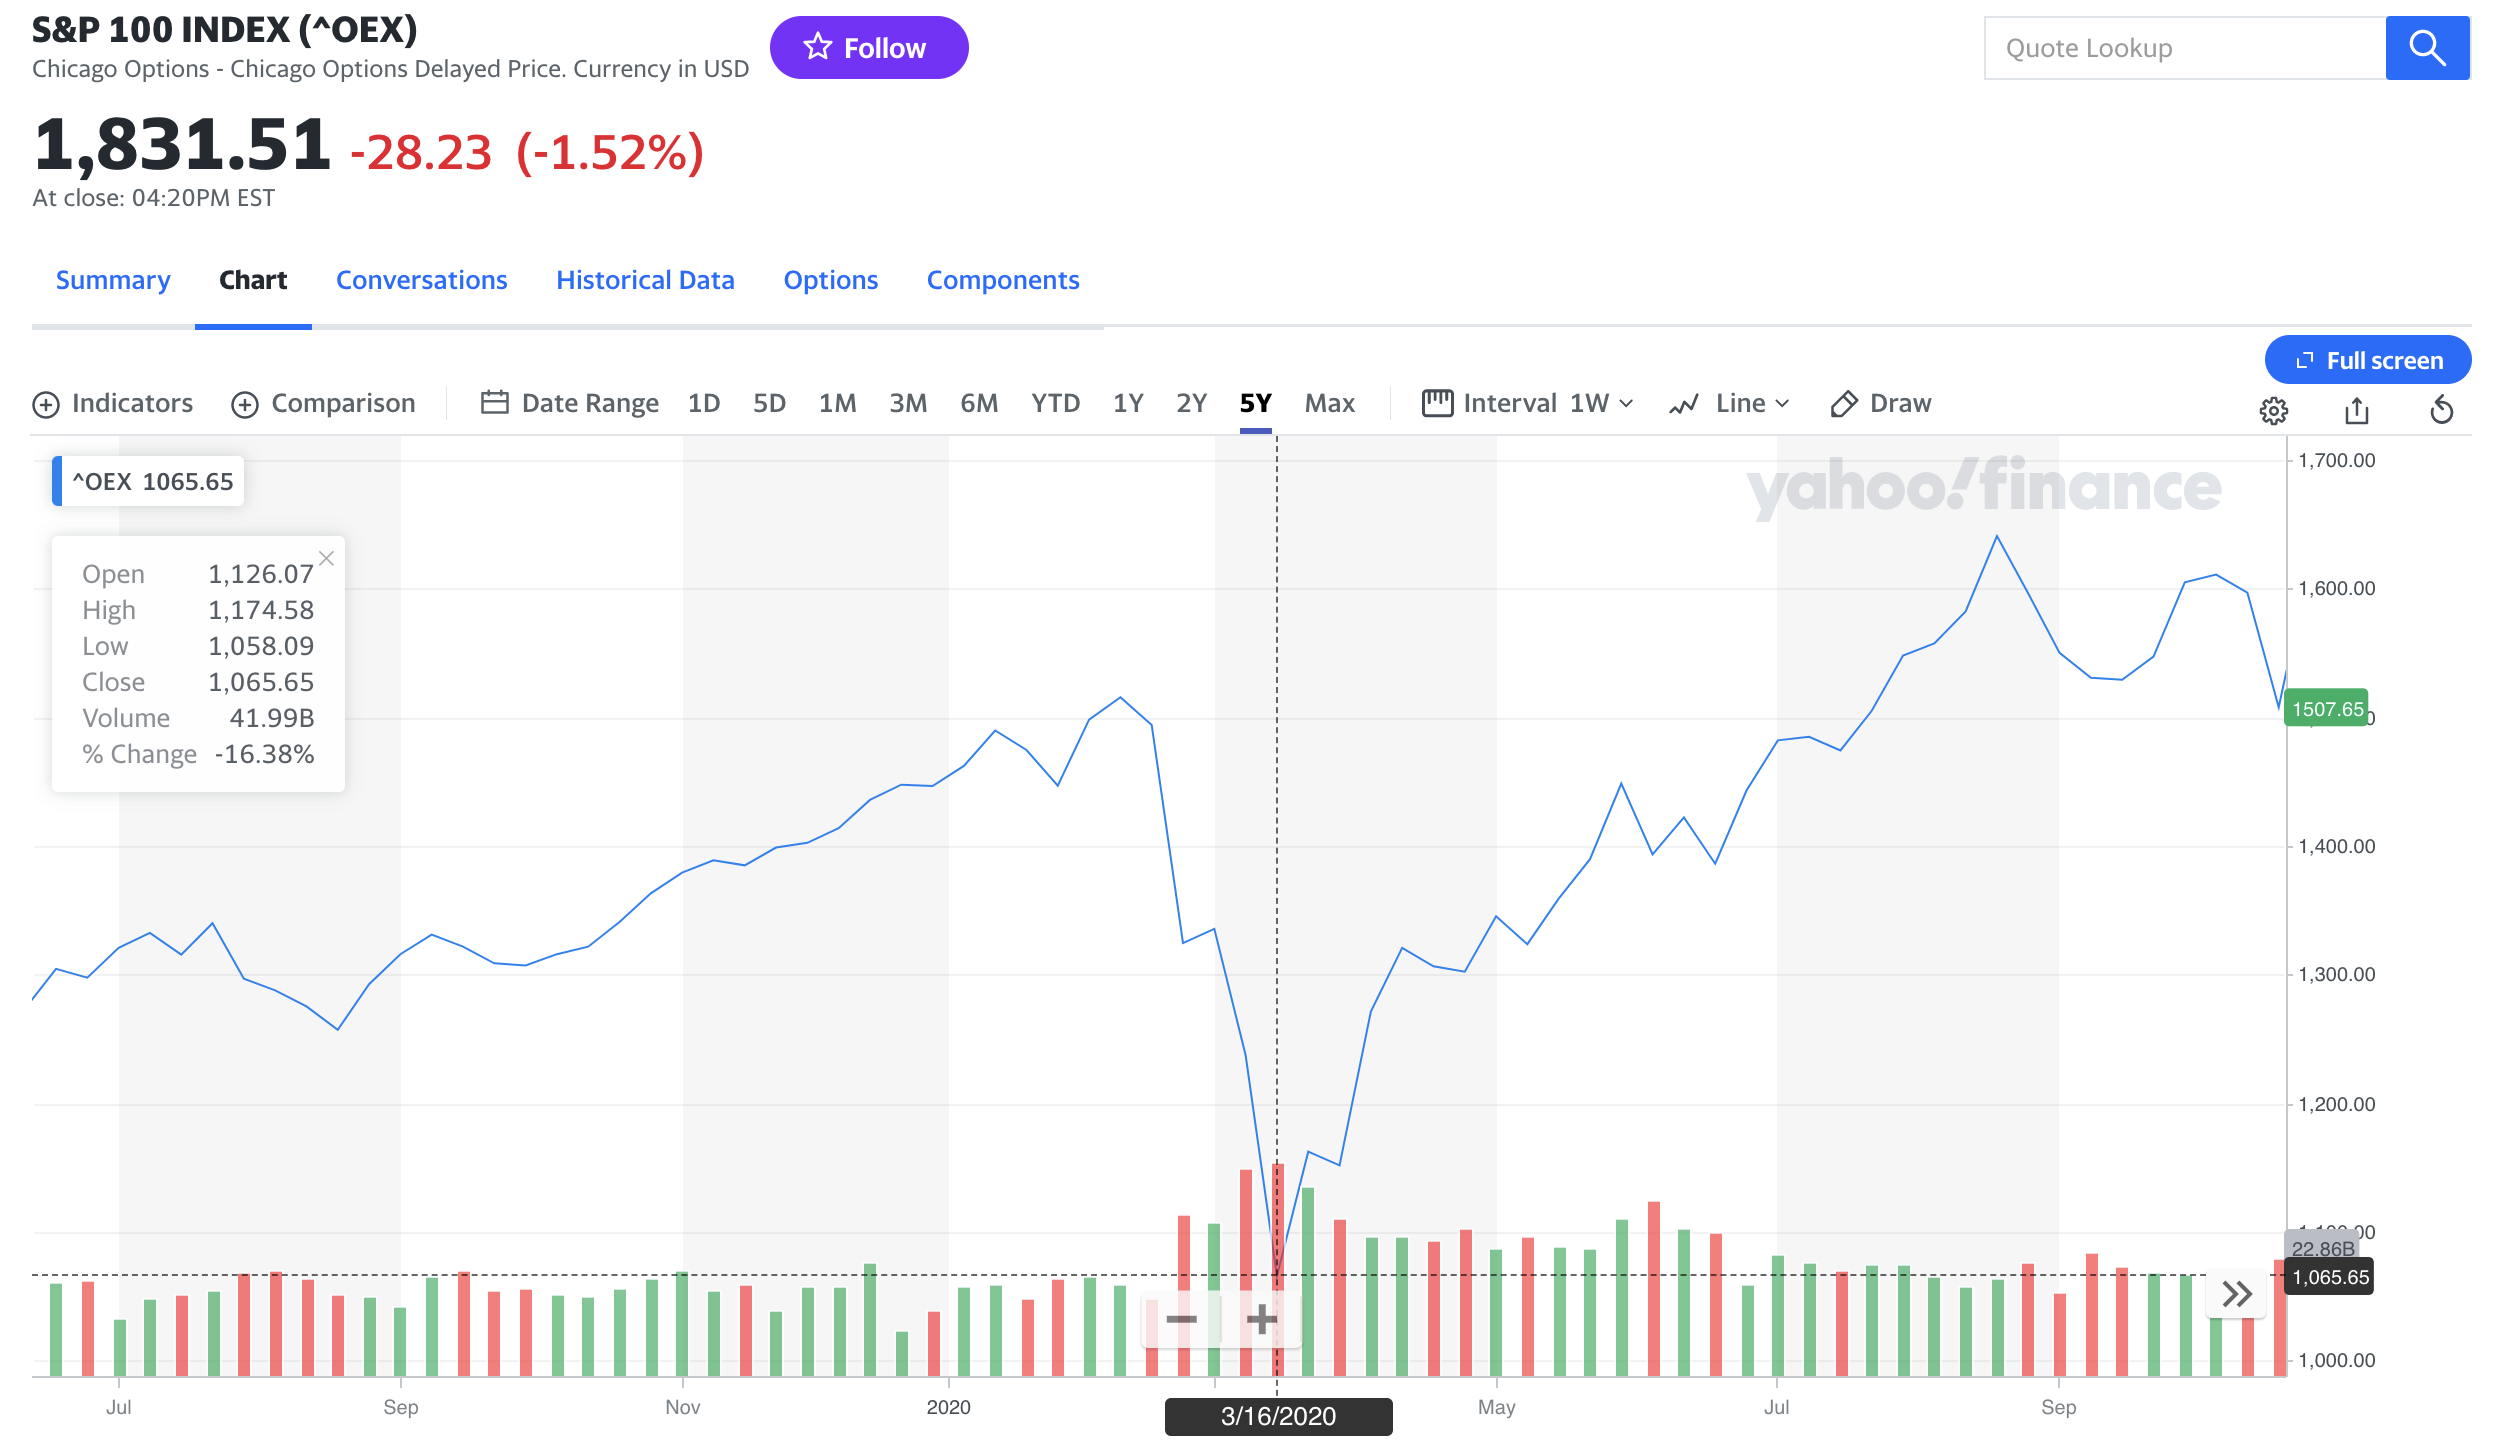 S&P 100 INDEX (^OEX)
Chicago Options - Chicago Options Delayed Price. Currency in USD
Follow
Quote Lookup
1,831.51 -28.23 (-1.52%)
At close: 04:20PM EST
Summary Chart Conversations Historical Data Options Components
Full screen
Indicators Comparison Date Range 1D 5D 1M 3M 6M YTD 1Y 2Y 5Y Max Interval 1W Line Draw
^OEX 1065.65
yahoo!finance
Open 1,126.07
High 1,174.58
Low 1,058.09
Close 1,065.65
Volume 41.99B
% Change -16.38%
1,700.00
1,600.00
1507.65
1,400.00
1,300.00
1,200.00
22.86B
1,065.65
1,000.00
Jul Sep Nov 2020 3/16/2020 May Jul Sep